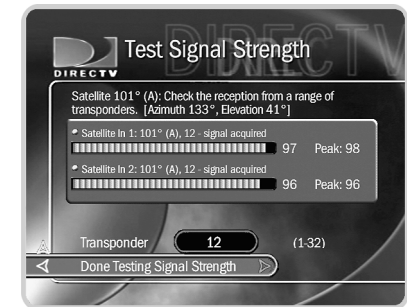 DIRECTV
DIRECTV
Test Signal Strength
Satellite 101° (A): Check the reception from a range of
transponders. [Azimuth 133°, Elevation 41°]
Satellite In 1: 101° (A), 12 - signal acquired
97 Peak: 98
Satellite In 2: 101° (A), 12 - signal acquired
96 Peak: 96
Transponder 12 (1-32)
Done Testing Signal Strength